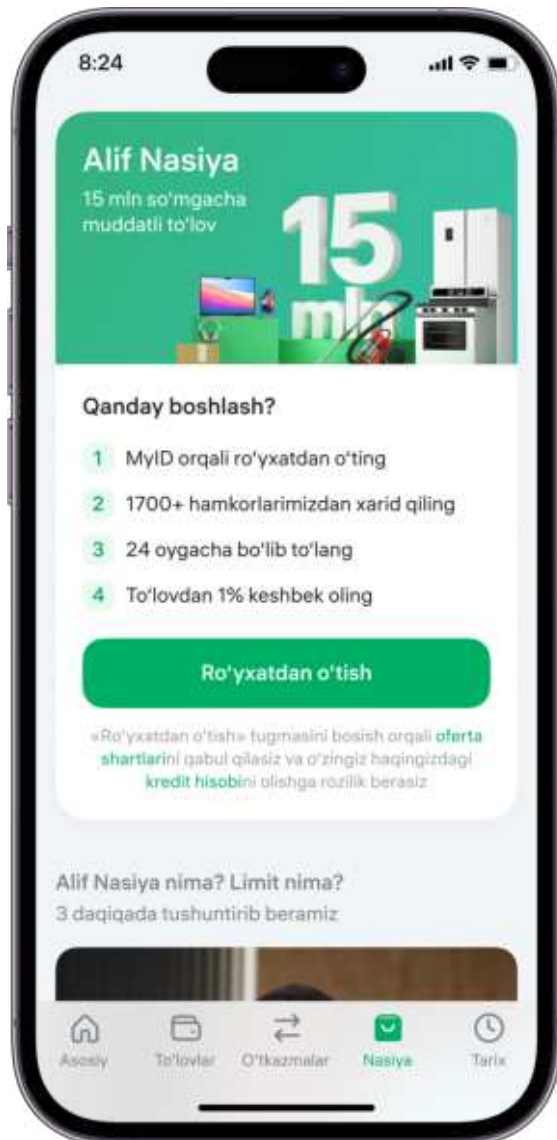 8:24
Alif Nasiya
15 mln so'mgacha
muddatli to'lov
15
mln
Qanday boshlash?
1 MyID orqali ro'yxatdan o'ting
2 1700+ hamkorlarimizdan xarid qiling
3 24 oygacha bo'lib to'lang
4 To'lovdan 1% keshbek oling
Ro'yxatdan o'tish
«Ro'yxatdan o'tish» tugmasini bosish orqali oferta
shartlarini qabul qilasiz va o'zingiz haqingizdagi
kredit hisobini olishga rozilik berasiz
Alif Nasiya nima? Limit nima?
3 daqiqada tushuntirib beramiz
Asosiy
To'lovlar
O'tkazmalar
Nasiya
Tarix